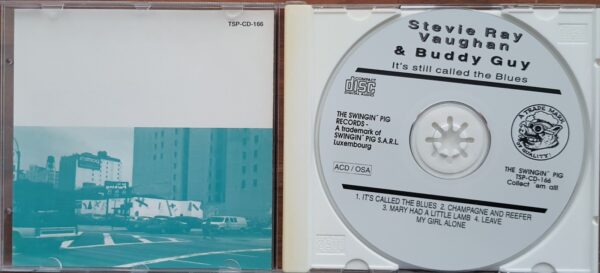 TSP-CD-166
Stevie Ray
Vaughan
& Buddy Guy
It's still called the Blues
COMPACT
disc
DIGITAL AUDIO
THE SWINGIN´ PIG
RECORDS -
A trademark of
SWINGIN´ PIG S.A.R.L.
Luxembourg
A TRADE MARK
OF QUALITY!
ACD / OSA
THE SWINGIN´ PIG
TSP-CD-166
Collect ´em all!
1. IT'S CALLED THE BLUES 2. CHAMPAGNE AND REEFER
3. MARY HAD A LITTLE LAMB 4. LEAVE
MY GIRL ALONE